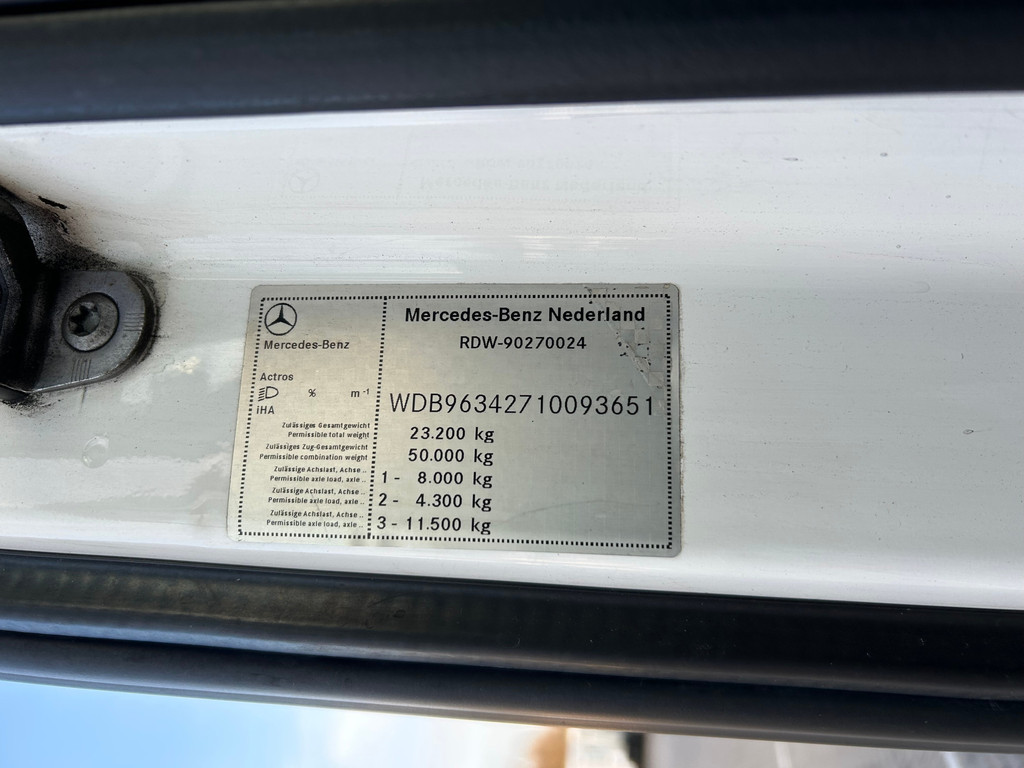 Mercedes-Benz Nederland
RDW-90270024
Mercedes-Benz
Actros
% m⁻¹
iHA
WDB96342710093651
Zulässiges Gesamtgewicht
Permissible total weight 23.200 kg
Zulässiges Zug-Gesamtgewicht
Permissible combination weight 50.000 kg
Zulässige Achslast, Achse ..
Permissible axle load, axle .. 1 - 8.000 kg
Zulässige Achslast, Achse ..
Permissible axle load, axle .. 2 - 4.300 kg
Zulässige Achslast, Achse ..
Permissible axle load, axle .. 3 - 11.500 kg